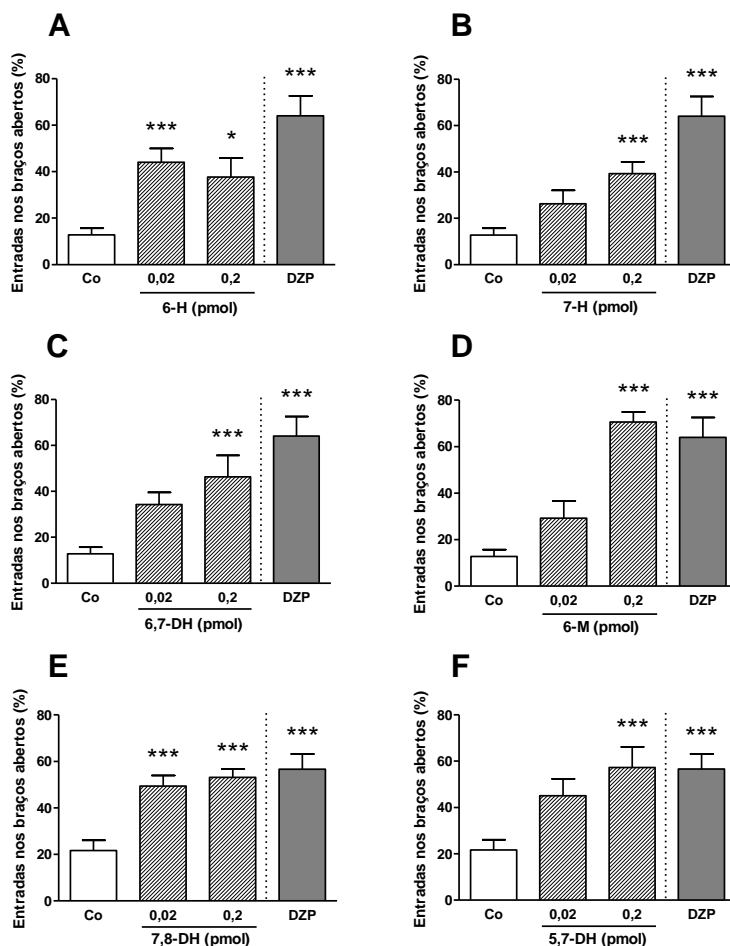 A
Entradas nos braços abertos (%)
80
60
40
20
0
***
*
***
Co
0,02
0,2
DZP
6-H (pmol)
B
Entradas nos braços abertos (%)
80
60
40
20
0
***
***
Co
0,02
0,2
DZP
7-H (pmol)
C
Entradas nos braços abertos (%)
80
60
40
20
0
***
***
Co
0,02
0,2
DZP
6,7-DH (pmol)
D
Entradas nos braços abertos (%)
80
60
40
20
0
***
***
Co
0,02
0,2
DZP
6-M (pmol)
E
Entradas nos braços abertos (%)
80
60
40
20
0
***
***
***
Co
0,02
0,2
DZP
7,8-DH (pmol)
F
Entradas nos braços abertos (%)
80
60
40
20
0
***
***
Co
0,02
0,2
DZP
5,7-DH (pmol)